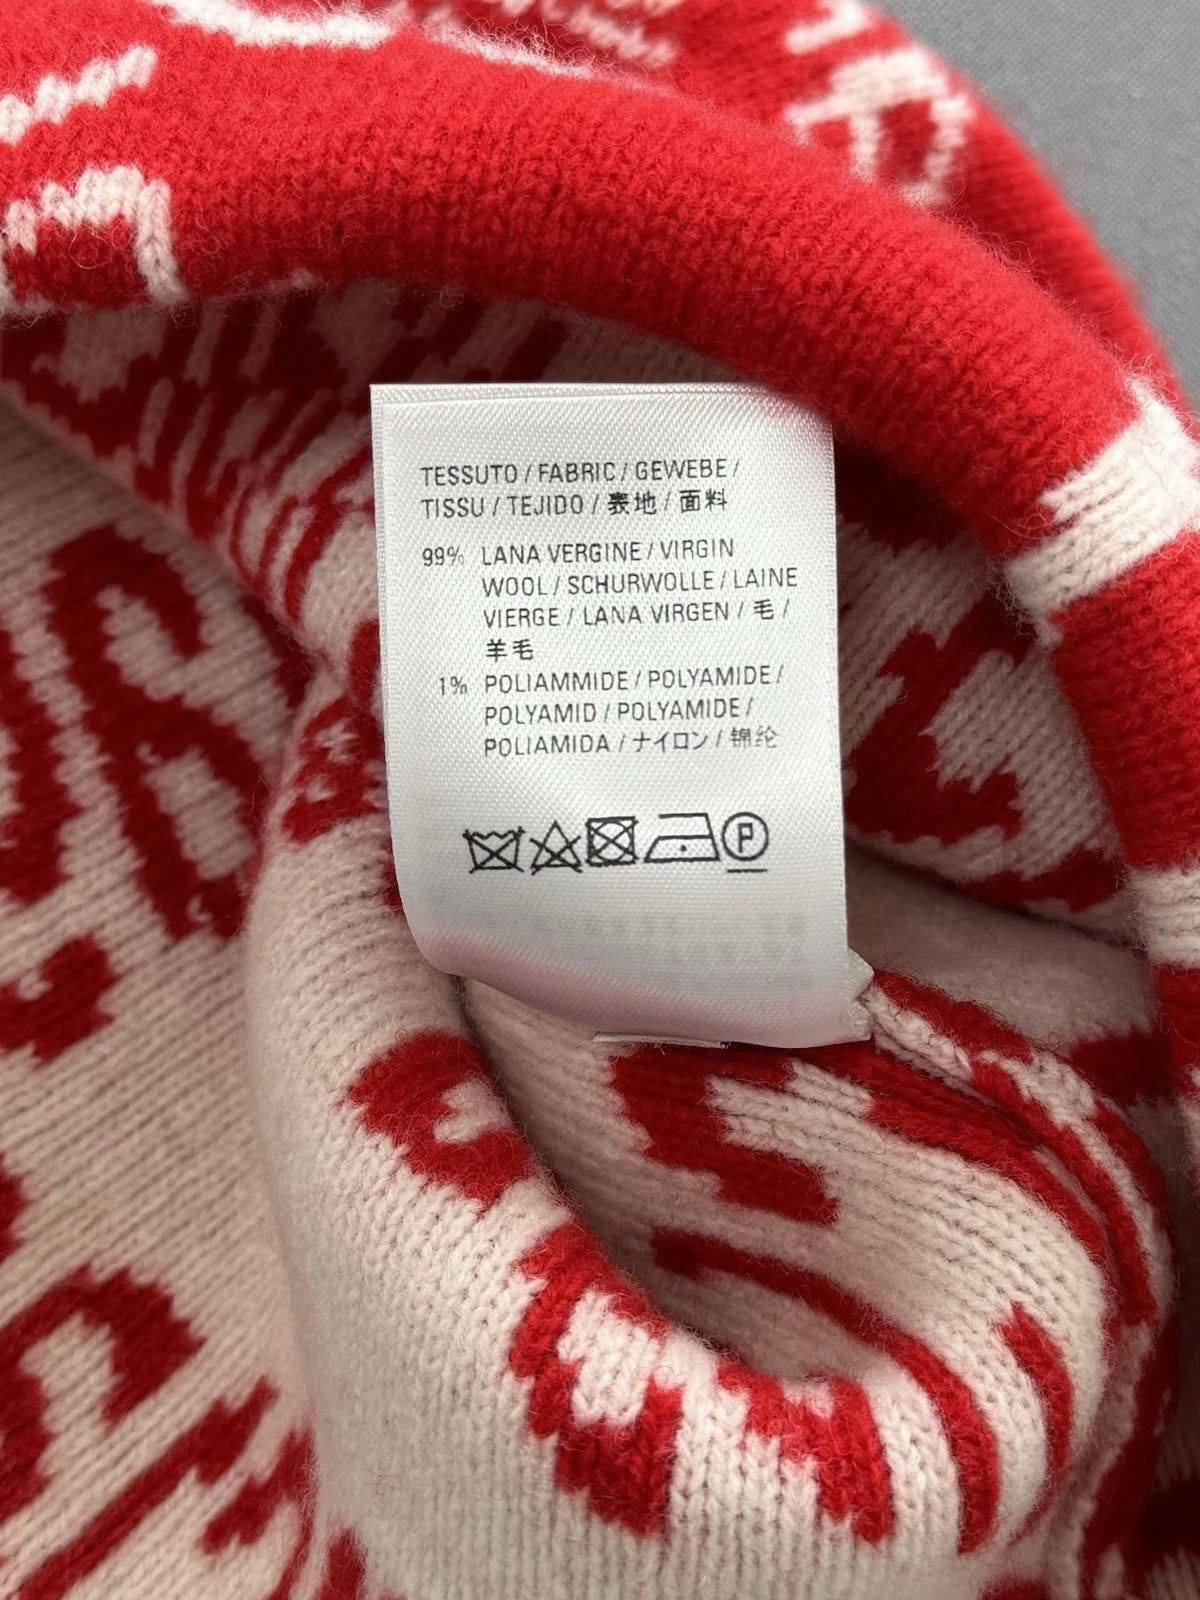 TESSUTO / FABRIC / GEWEBE /
TISSU / TEJIDO / 表地 / 面料
99% LANA VERGINE / VIRGIN
WOOL / SCHURWOLLE / LAINE
VIERGE / LANA VIRGEN / 毛 /
羊毛
1% POLIAMMIDE / POLYAMIDE /
POLYAMID / POLYAMIDE /
POLIAMIDA / ナイロン / 锦纶
P